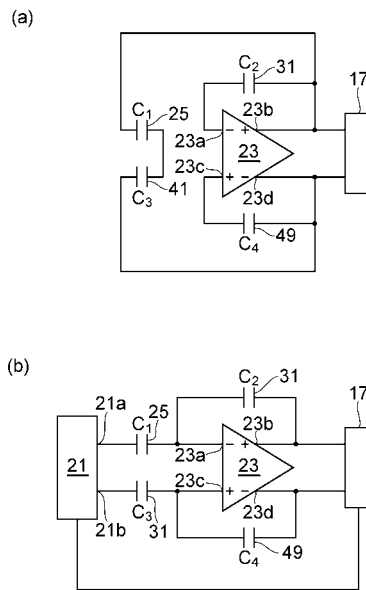 (a)
C2 31 17
C1 25 23b
23a - +
23c 23
+ -
C3 41 23d
C4 49
(b)
C2 31 17
21a C1 25 23b
23a - +
21 23
23c + -
21b C3 31 23d
C4 49